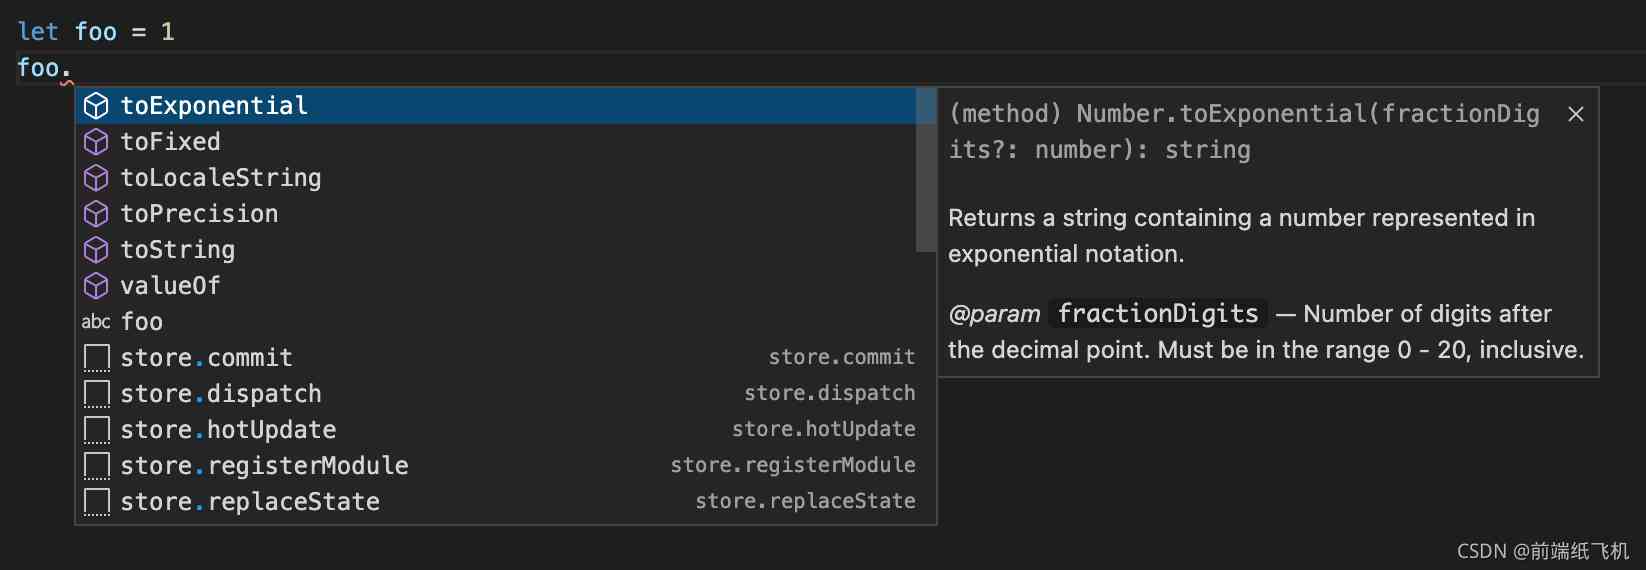 let foo = 1
foo.
toExponential
toFixed
toLocaleString
toPrecision
toString
valueOf
abc foo
store.commit store.commit
store.dispatch store.dispatch
store.hotUpdate store.hotUpdate
store.registerModule store.registerModule
store.replaceState store.replaceState
(method) Number.toExponential(fractionDig
its?: number): string
Returns a string containing a number represented in
exponential notation.
@param fractionDigits — Number of digits after
the decimal point. Must be in the range 0 - 20, inclusive.
CSDN @前端纸飞机